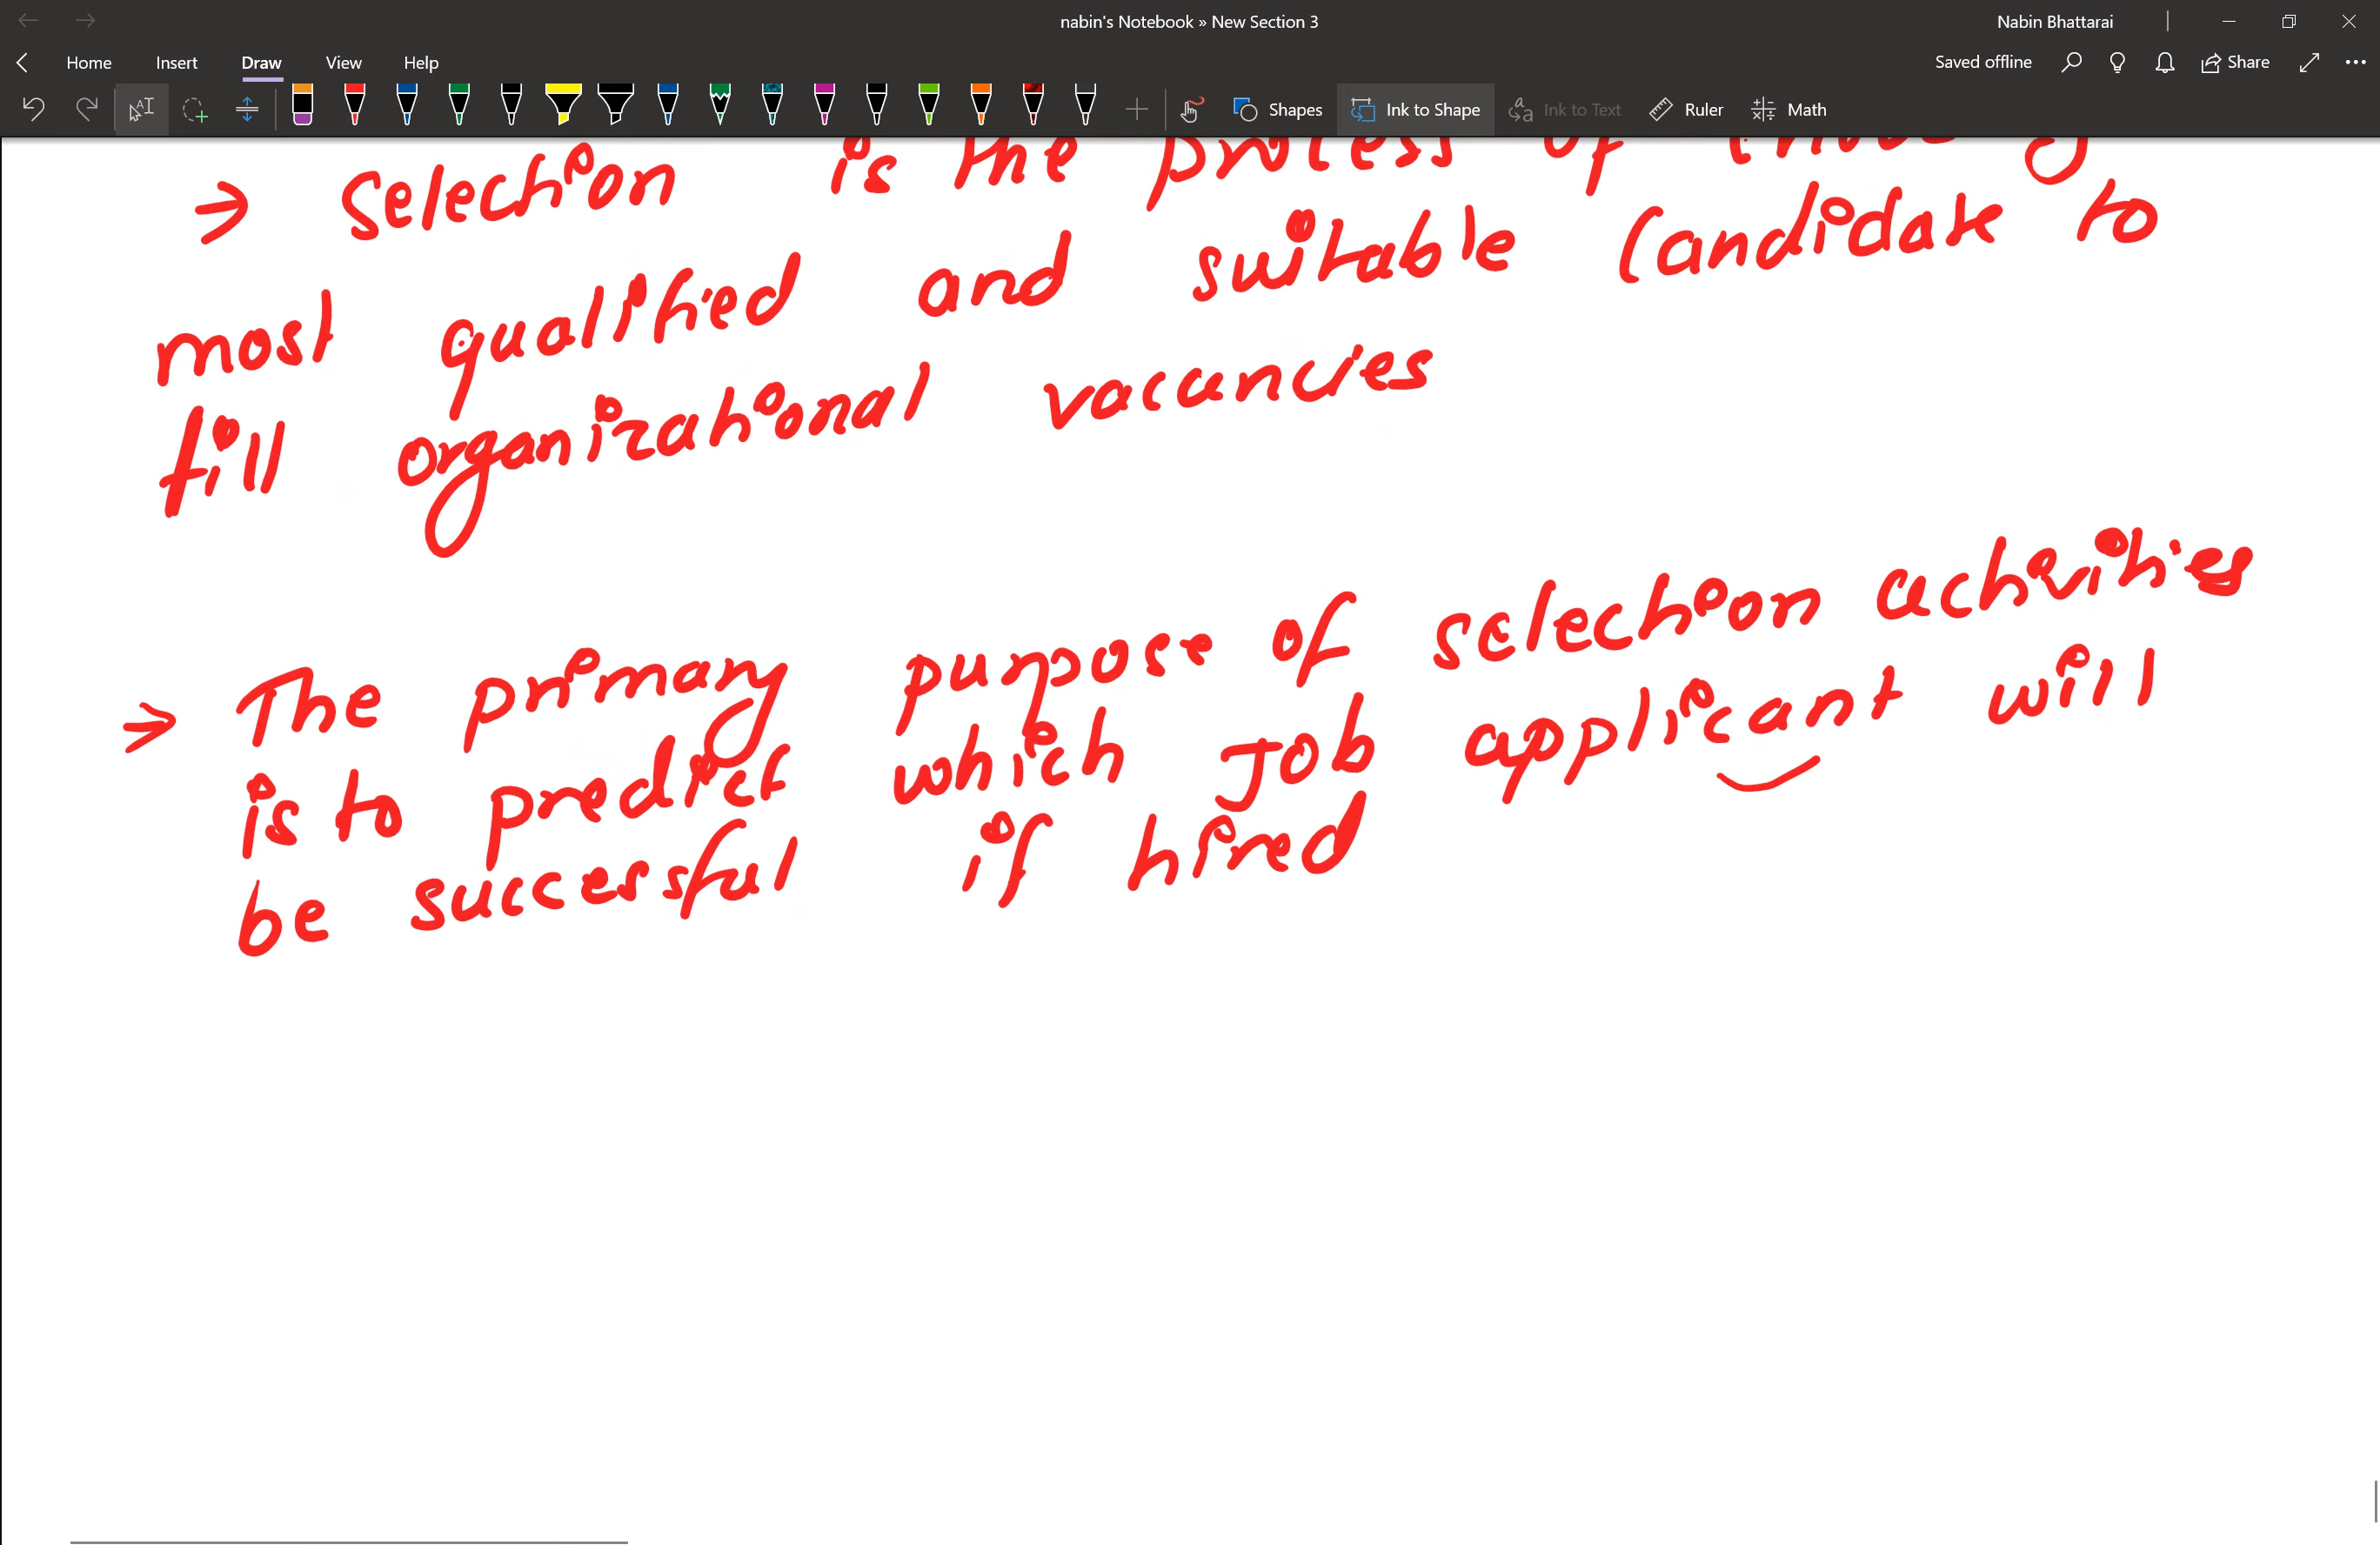 nabin's Notebook » New Section 3
Nabin Bhattarai
Home Insert Draw View Help
Saved offline
Share
Shapes Ink to Shape Ink to Text Ruler Math
→ Selection is the process of
most qualified and suitable candidate to
fill organizational vacancies
⇒ The primary purpose of selection activities
is to predict which Job applicant will
be successful if hired